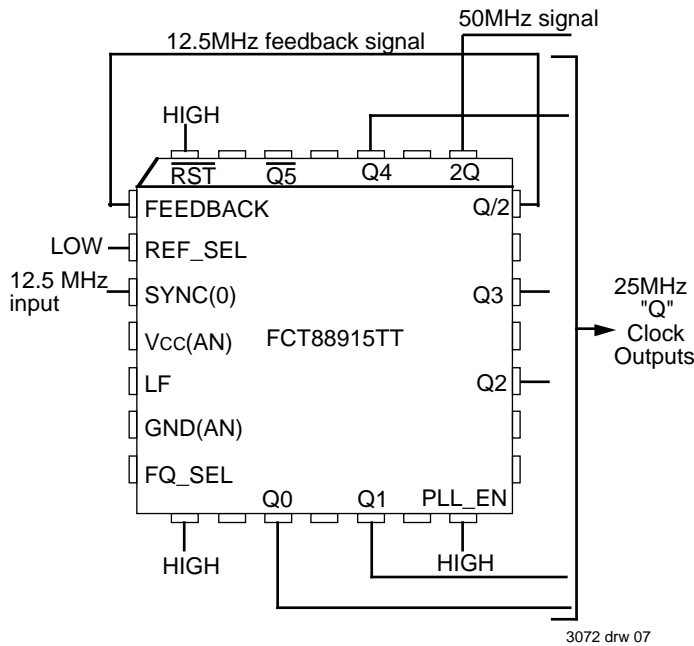 50MHz signal
12.5MHz feedback signal
HIGH
RST Q5 Q4 2Q
FEEDBACK Q/2
LOW REF_SEL
12.5 MHz
input
SYNC(0) Q3
25MHz
"Q"
Clock
Outputs
VCC(AN) FCT88915TT
LF Q2
GND(AN)
FQ_SEL
Q0 Q1 PLL_EN
HIGH HIGH
3072 drw 07